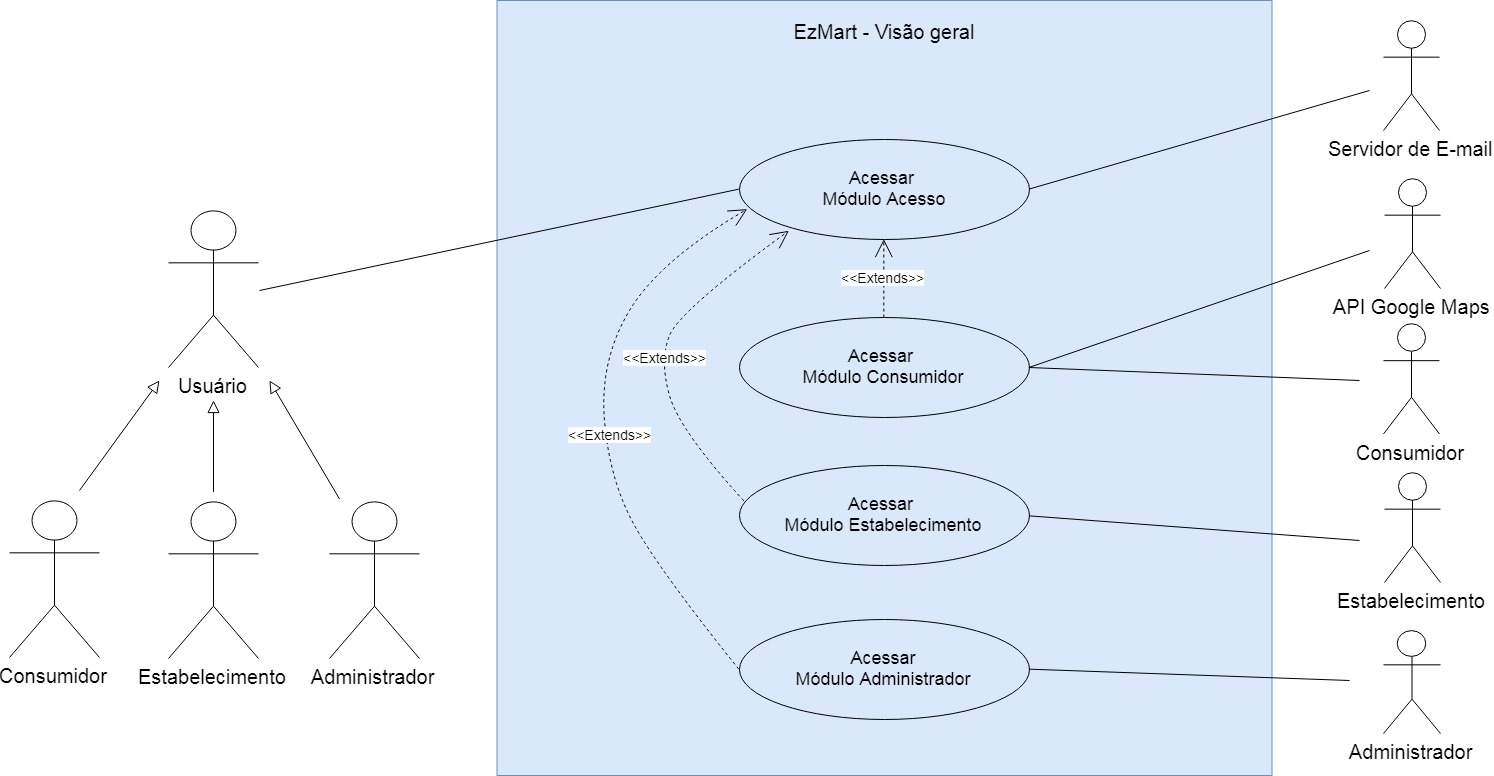 EzMart - Visão geral
Servidor de E-mail
Acessar
Módulo Acesso
<<Extends>>
API Google Maps
Acessar
Módulo Consumidor
<<Extends>>
Usuário
<<Extends>>
Consumidor
Acessar
Módulo Estabelecimento
Estabelecimento
Acessar
Módulo Administrador
Consumidor
Estabelecimento
Administrador
Administrador